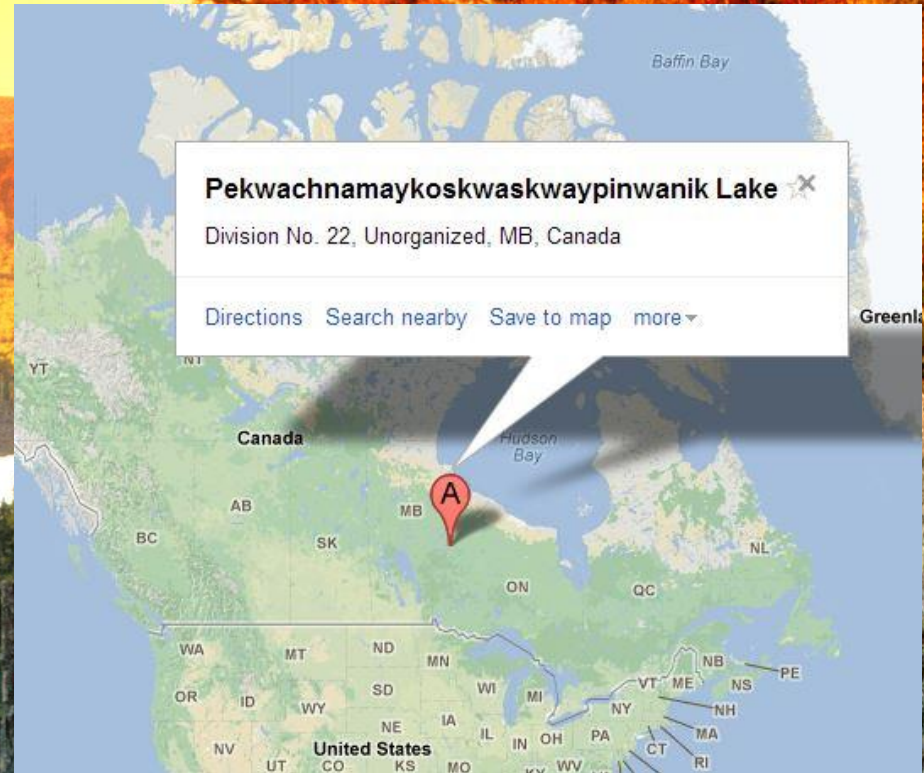 Baffin Bay
Pekwachnamaykoskwaskwaypinwanik Lake
Division No. 22, Unorganized, MB, Canada
Directions Search nearby Save to map more
Greenla
YT NT
Canada
Hudson
Bay
AB MB
BC SK NL
ON QC
WA MT ND MN NB PE
OR ID SD WI MI VT ME NS
WY NY NH
NE IA IL IN OH PA MA
NV United States CT
UT CO KS MO KY WV RI